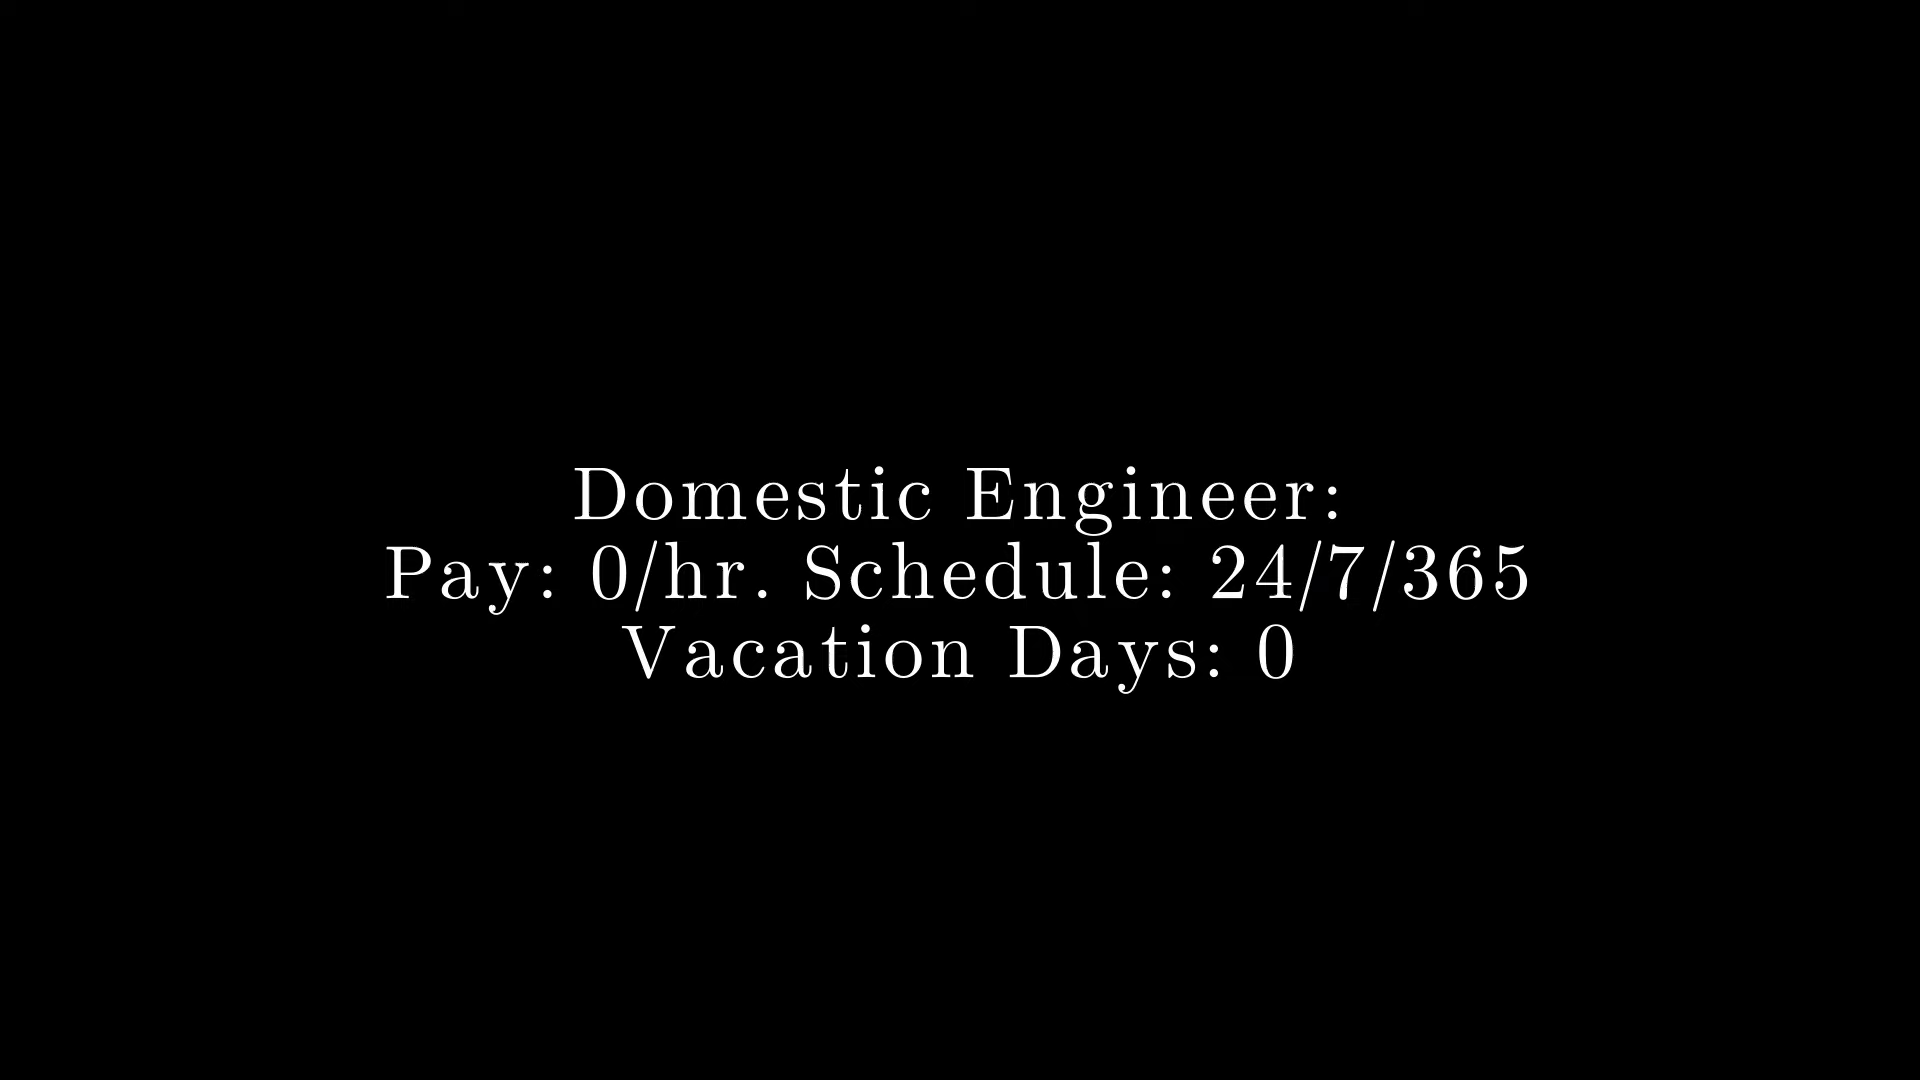 Domestic Engineer:
Pay: 0/hr. Schedule: 24/7/365
Vacation Days: 0